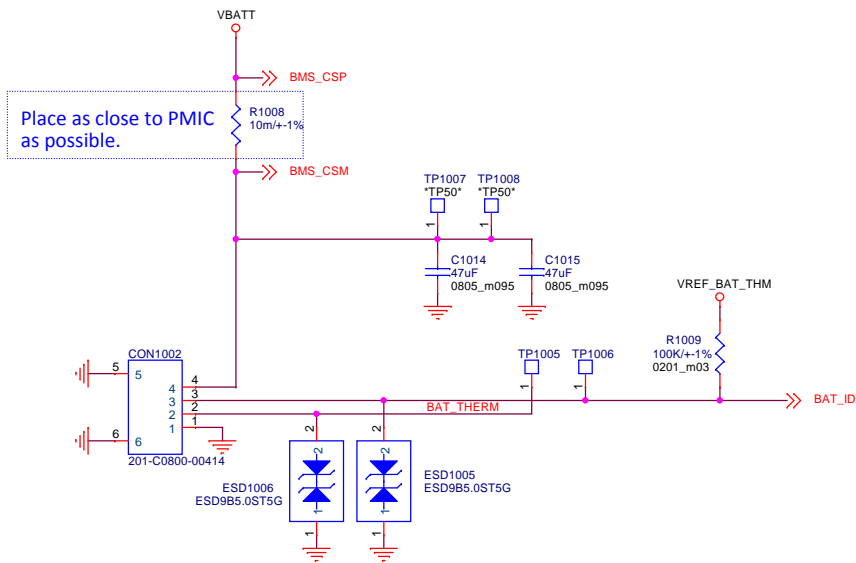 VBATT
BMS_CSP
Place as close to PMIC
as possible.
R1008
10m/+-1%
BMS_CSM
TP1007
*TP50*
1
TP1008
*TP50*
1
C1014
47uF
0805_m095
C1015
47uF
0805_m095
VREF_BAT_THM
R1009
100K/+-1%
0201_m03
CON1002
5
5
6
6
4
4
3
3
2
2
1
1
201-C0800-00414
TP1005
1
TP1006
1
BAT_THERM
BAT_ID
2
2
1
1
ESD1006
ESD9B5.0ST5G
2
2
1
1
ESD1005
ESD9B5.0ST5G